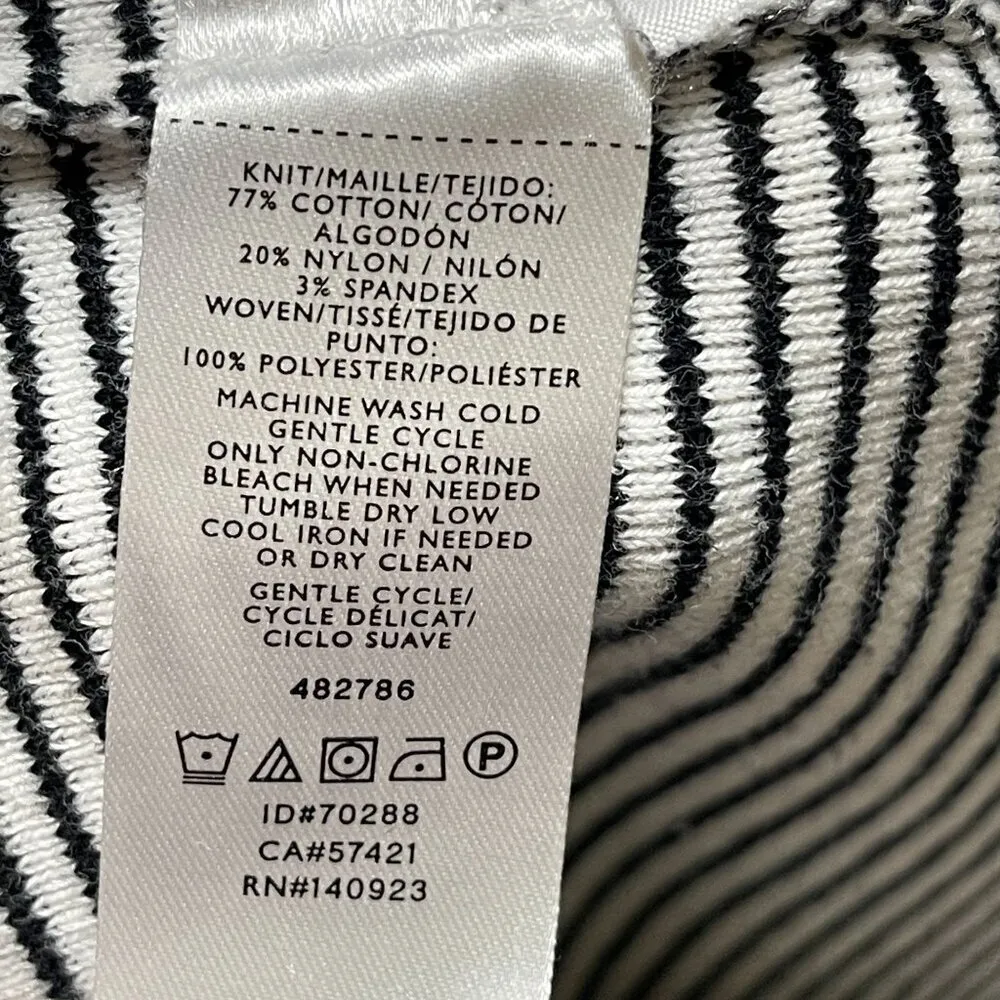 KNIT/MAILLE/TEJIDO:
77% COTTON/ COTON/
ALGODÓN
20% NYLON / NILÓN
3% SPANDEX
WOVEN/TISSÉ/TEJIDO DE
PUNTO:
100% POLYESTER/POLIÉSTER
MACHINE WASH COLD
GENTLE CYCLE
ONLY NON-CHLORINE
BLEACH WHEN NEEDED
TUMBLE DRY LOW
COOL IRON IF NEEDED
OR DRY CLEAN
GENTLE CYCLE/
CYCLE DÉLICAT/
CICLO SUAVE
482786
P
ID#70288
CA#57421
RN#140923